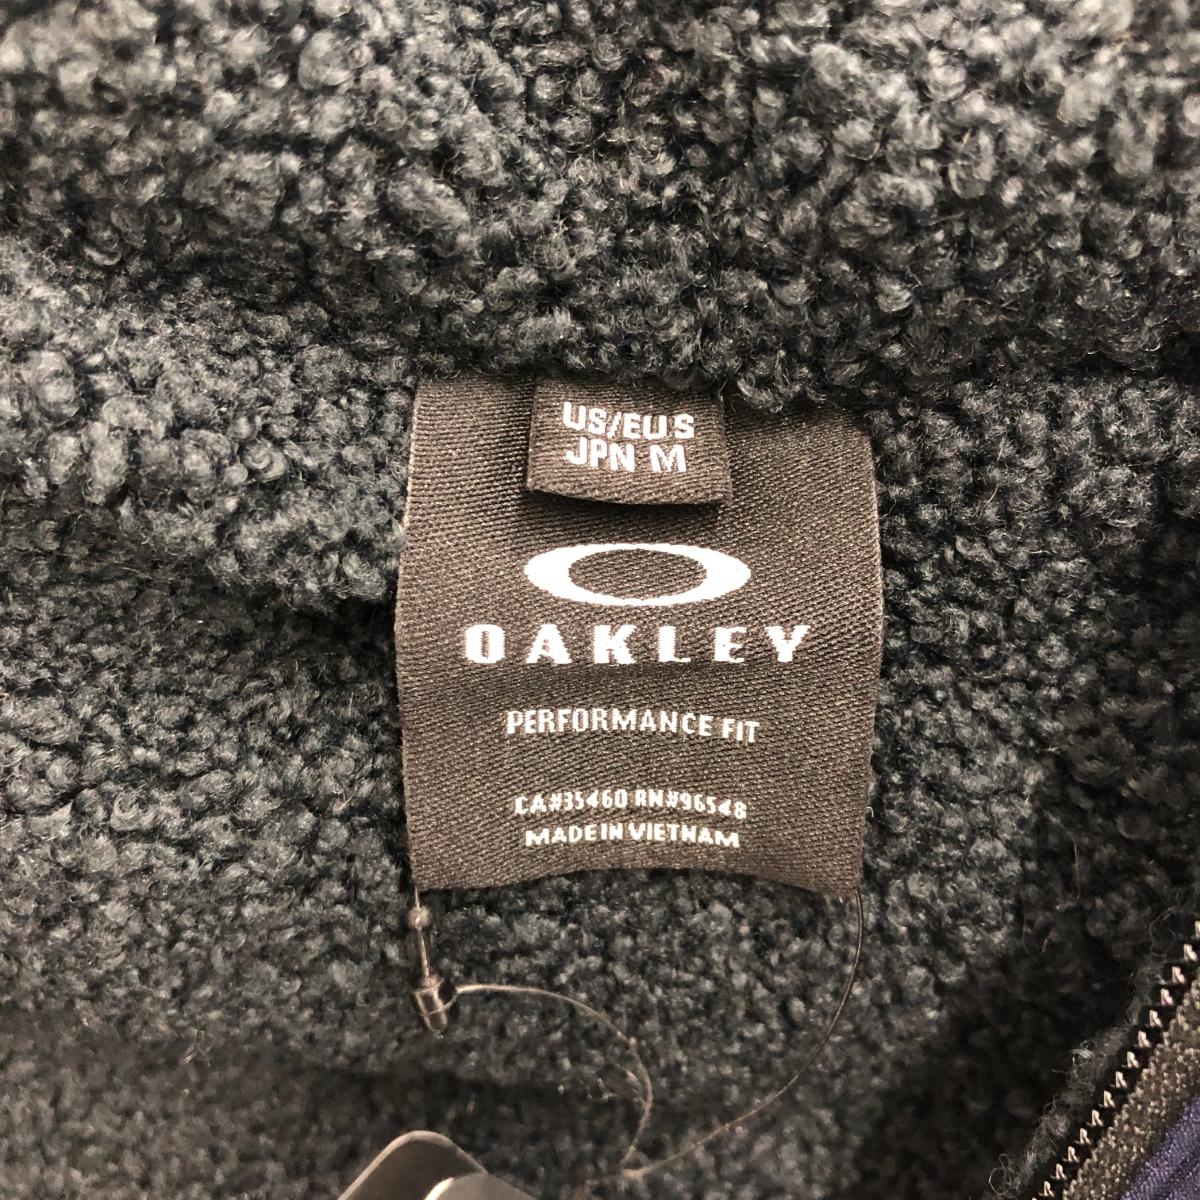 US/EU S
JPN M
OAKLEY
PERFORMANCE FIT
CA#35460 RN#96548
MADE IN VIETNAM